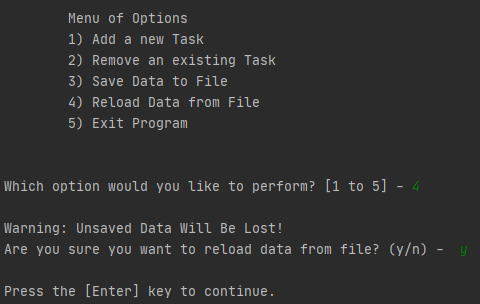 Menu of Options
1) Add a new Task
2) Remove an existing Task
3) Save Data to File
4) Reload Data from File
5) Exit Program
Which option would you like to perform? [1 to 5] - 4
Warning: Unsaved Data Will Be Lost!
Are you sure you want to reload data from file? (y/n) -  y
Press the [Enter] key to continue.